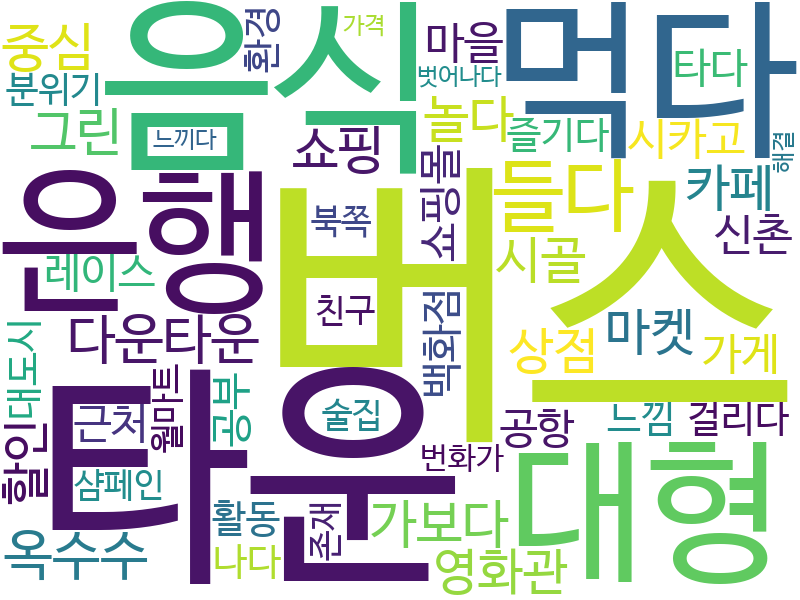 중심
음식
환경
가격
마을
먹다
분위기
벗어나다
타다
그린
느끼다
쇼핑
놀다
즐기다
시카고
해결
은행
북쪽
쇼핑몰
들다
카페
레이스
버스
시골
신촌
친구
다운타운
백화점
상점
마켓
가게
대도시
할인
근처
월마트
공부
타운
술집
공항
느낌
걸리다
샴페인
번화가
대형
옥수수
활동
존재
가보다
나다
영화관